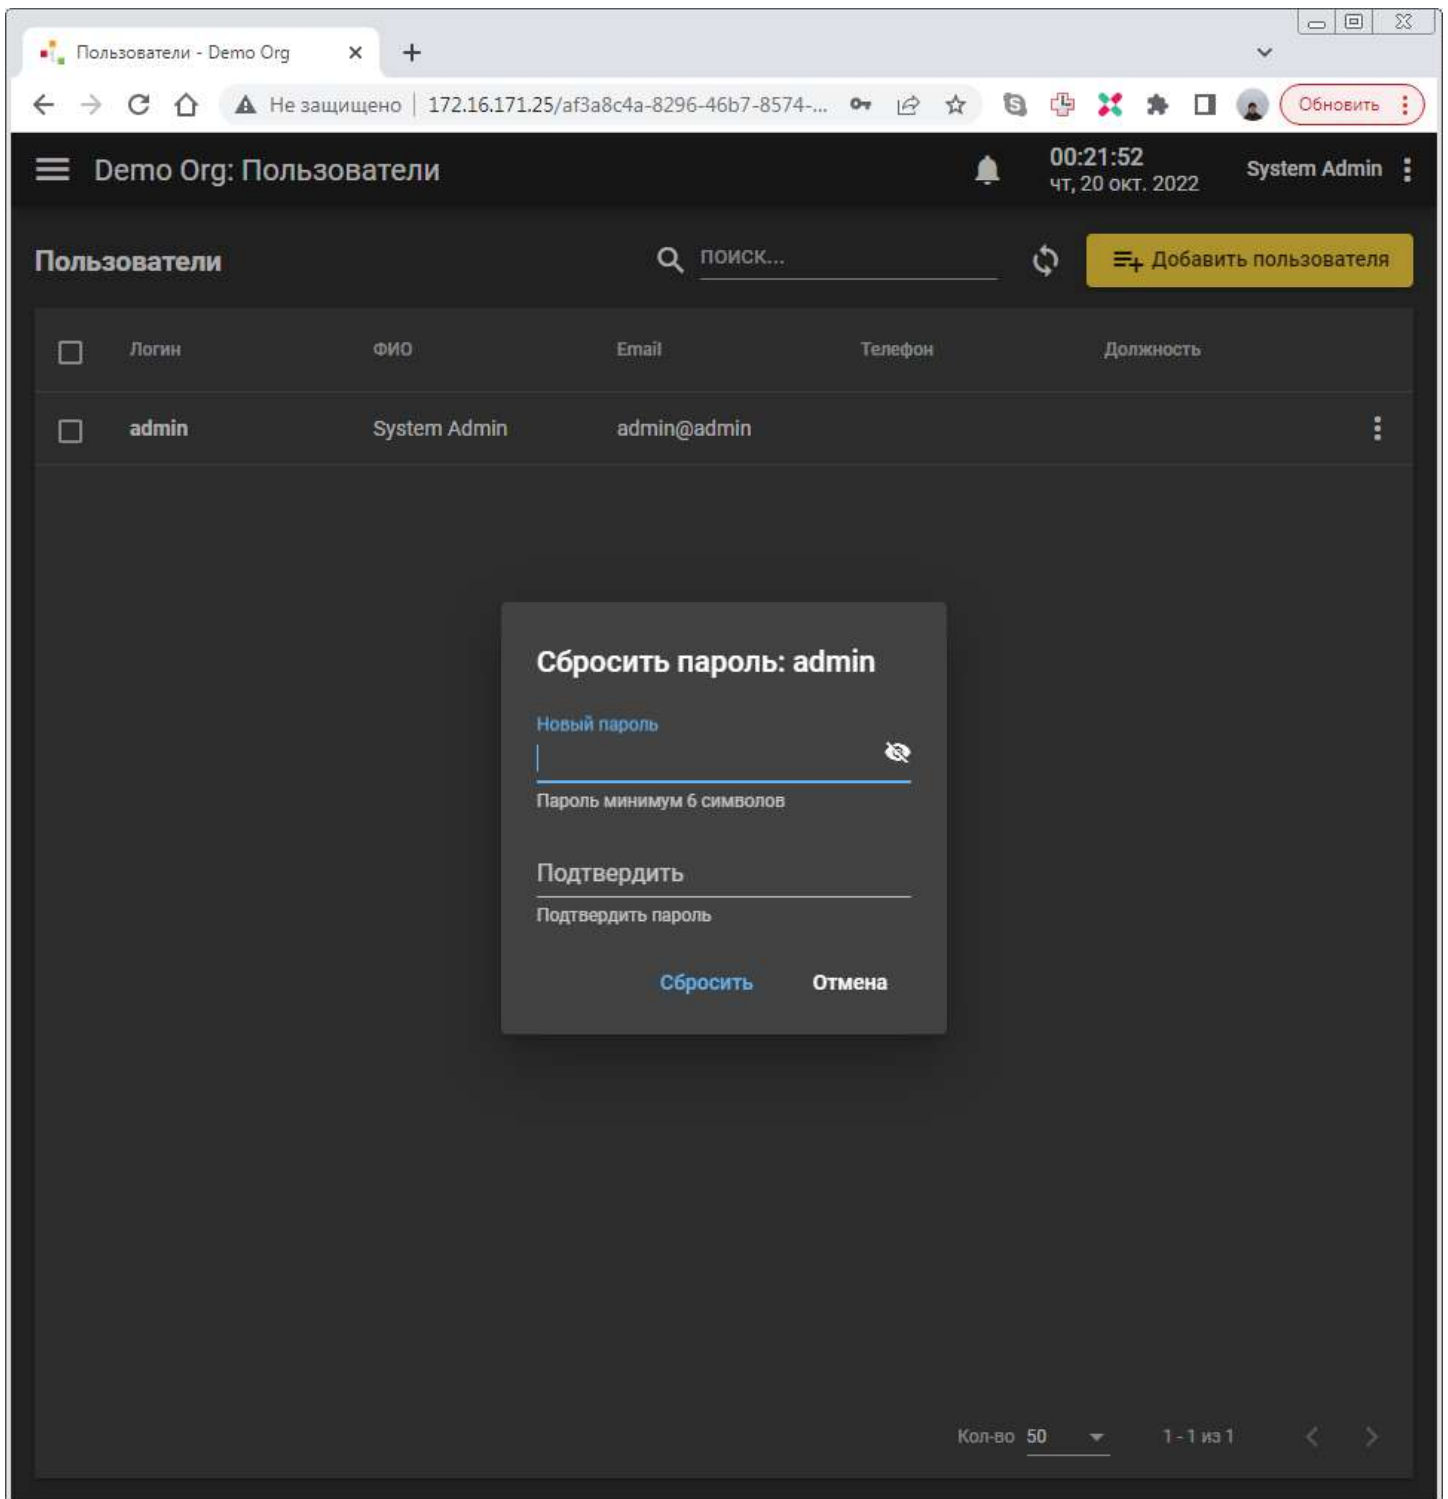 Пользователи - Demo Org
Не защищено 172.16.171.25/af3a8c4a-8296-46b7-8574-... Обновить
Demo Org: Пользователи 00:21:52 System Admin
чт, 20 окт. 2022
Пользователи поиск... Добавить пользователя
Логин ФИО Email Телефон Должность
admin System Admin admin@admin
Сбросить пароль: admin
Новый пароль
Пароль минимум 6 символов
Подтвердить
Подтвердить пароль
Сбросить Отмена
Кол-во 50 1 - 1 из 1